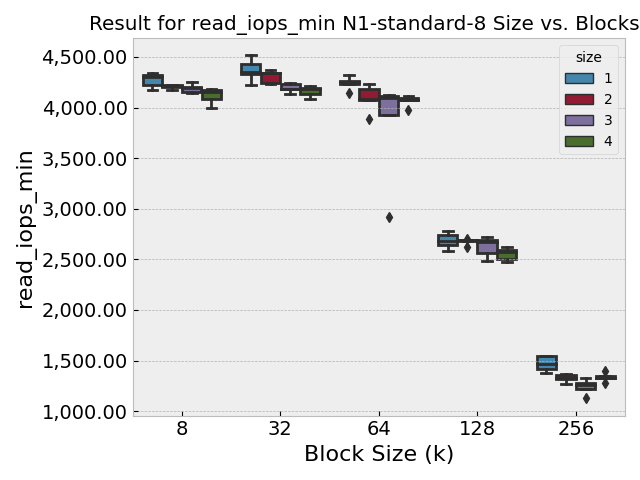 Result for read_iops_min N1-standard-8 Size vs. Blocks
4,500.00
4,000.00
3,500.00
3,000.00
2,500.00
2,000.00
1,500.00
1,000.00
read_iops_min
size
1
2
3
4
8 32 64 128 256
Block Size (k)